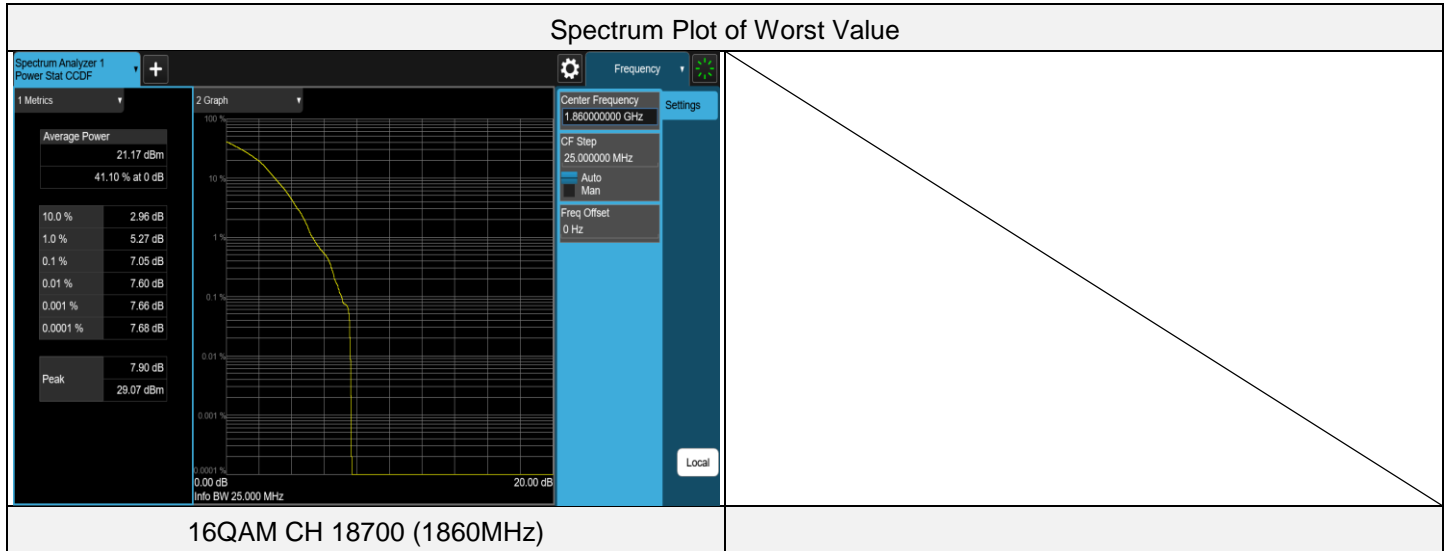 Spectrum Plot of Worst Value
Spectrum Analyzer 1
Power Stat CCDF
+
Frequency
1 Metrics
2 Graph
Average Power
21.17 dBm
41.10 % at 0 dB
10.0 % 2.96 dB
1.0 % 5.27 dB
0.1 % 7.05 dB
0.01 % 7.60 dB
0.001 % 7.66 dB
0.0001 % 7.68 dB
Peak 7.90 dB
29.07 dBm
100 %
10 %
1 %
0.1 %
0.01 %
0.001 %
0.0001 %
0.00 dB 20.00 dB
Info BW 25.000 MHz
Center Frequency
1.860000000 GHz
CF Step
25.000000 MHz
Auto
Man
Freq Offset
0 Hz
Settings
Local
16QAM CH 18700 (1860MHz)